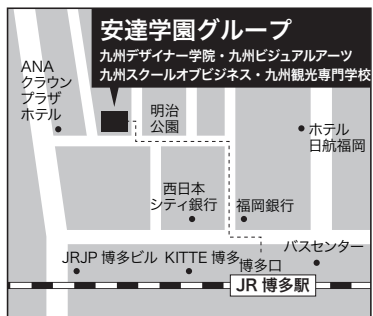 安達学園グループ
九州デザイナー学院・九州ビジュアルアーツ
九州スクールオブビジネス・九州観光専門学校
ANA
クラウン
プラザ
ホテル
明治
公園
ホテル
日航福岡
西日本
シティ銀行
福岡銀行
JRJP 博多ビル
KITTE 博多
博多口
バスセンター
JR 博多駅